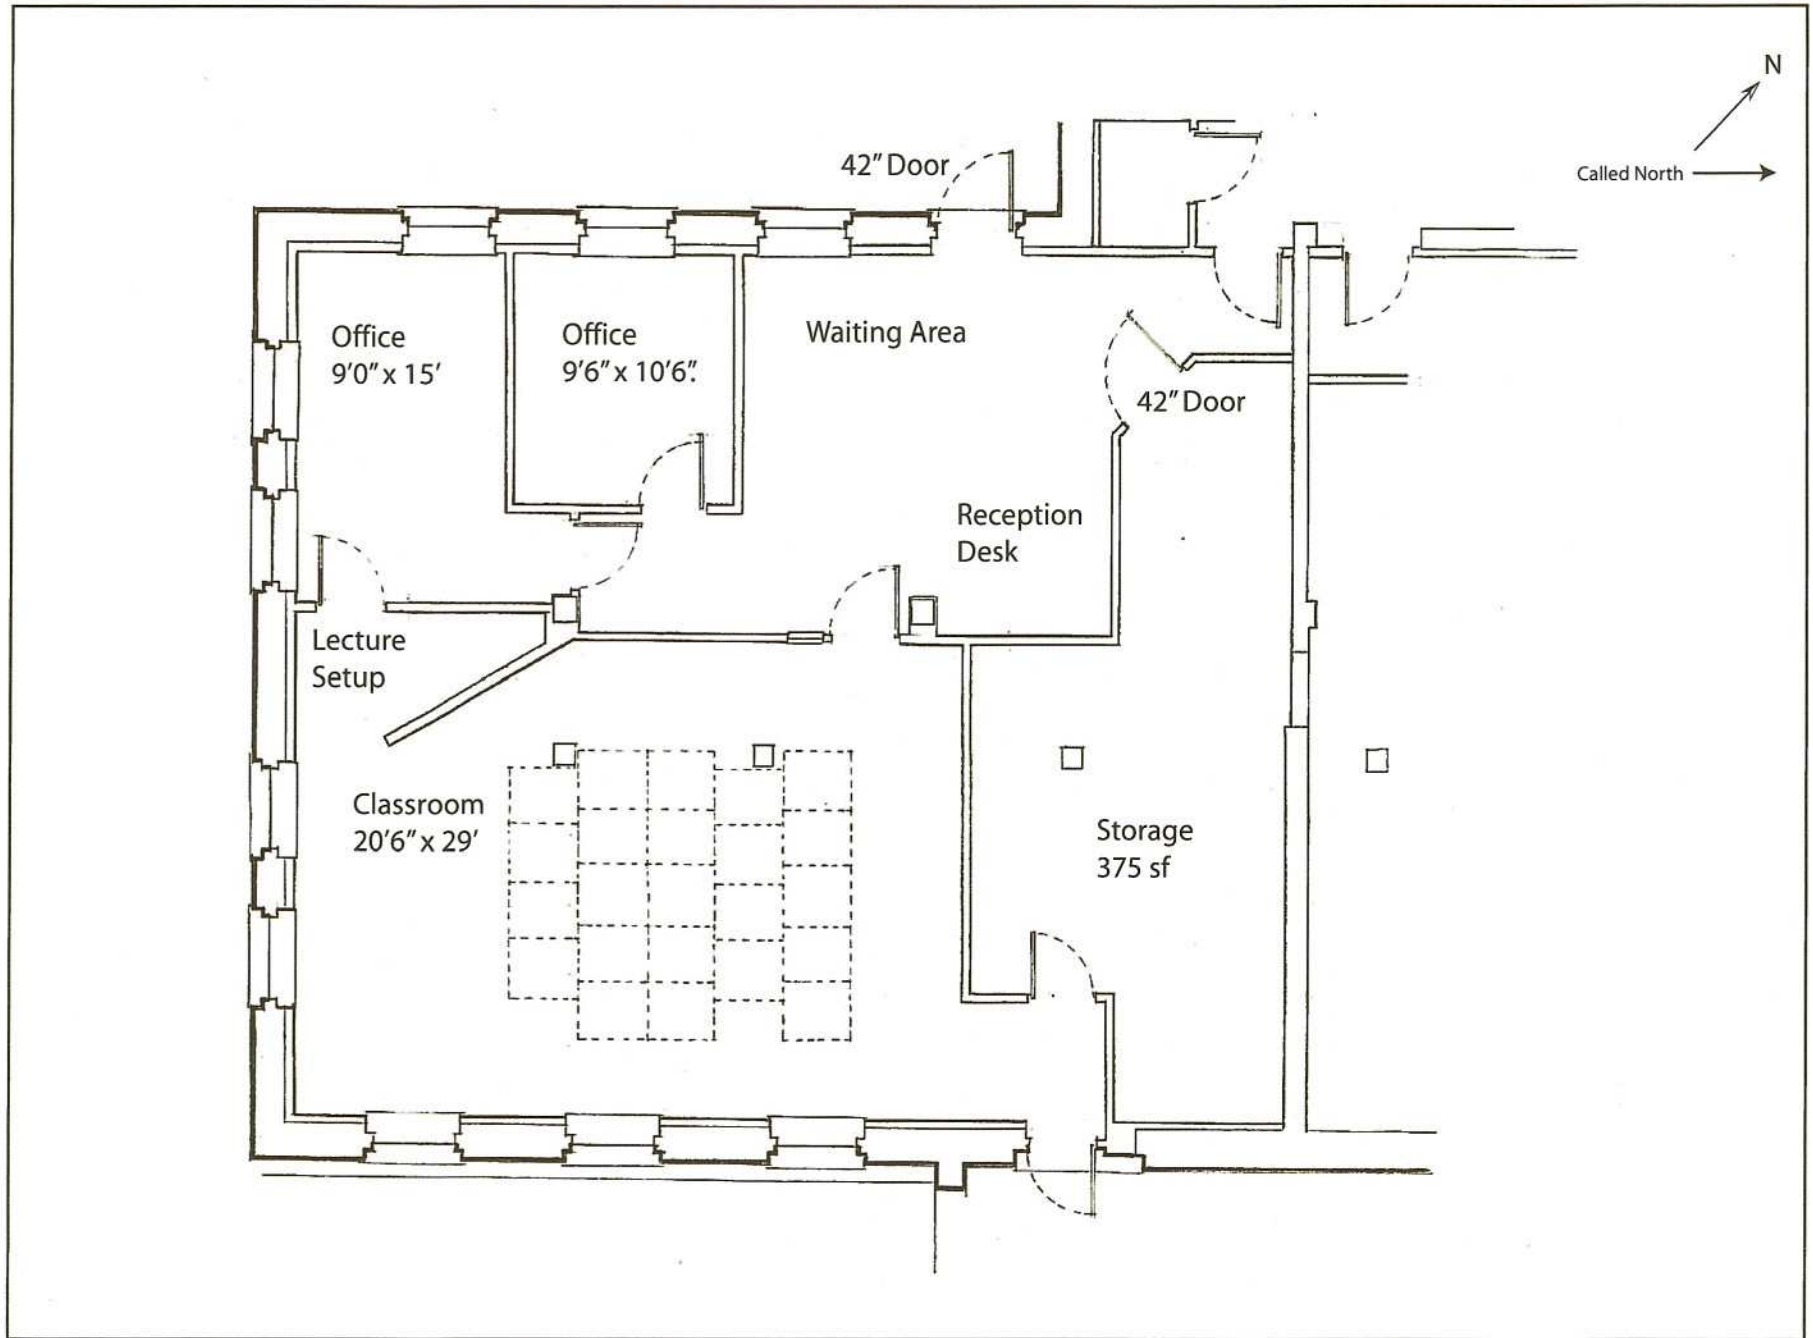 N
Called North
42" Door
Office
9'0" x 15'
Office
9'6" x 10'6".
Waiting Area
42" Door
Reception
Desk
Lecture
Setup
Classroom
20'6" x 29'
Storage
375 sf